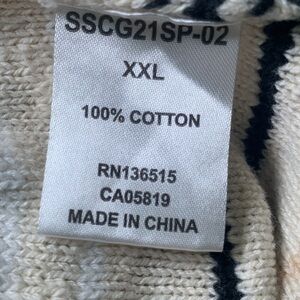 SSCG21SP-02
XXL
100% COTTON
RN136515
CA05819
MADE IN CHINA